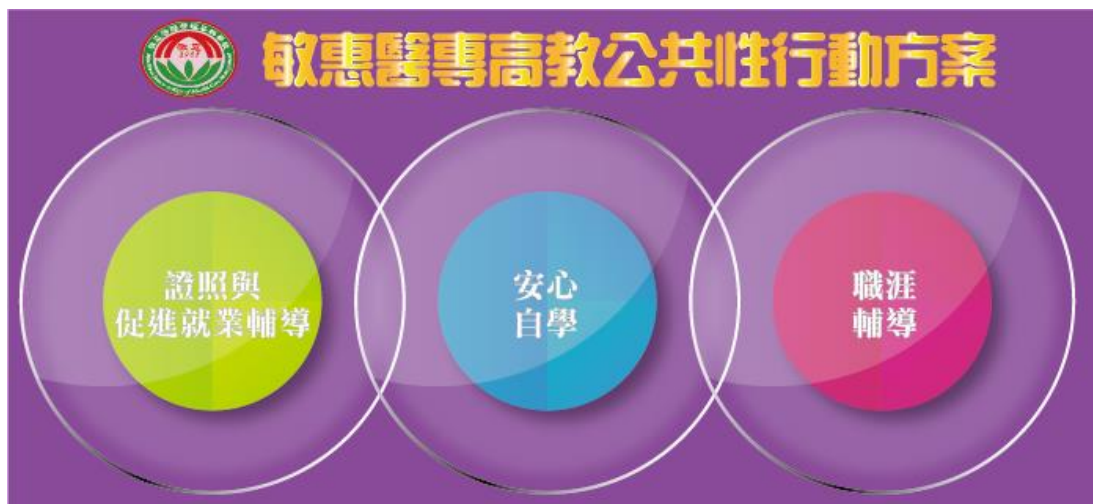 敏惠醫專高教公共性行動方案
證照與
促進就業輔導
安心
自學
職涯
輔導